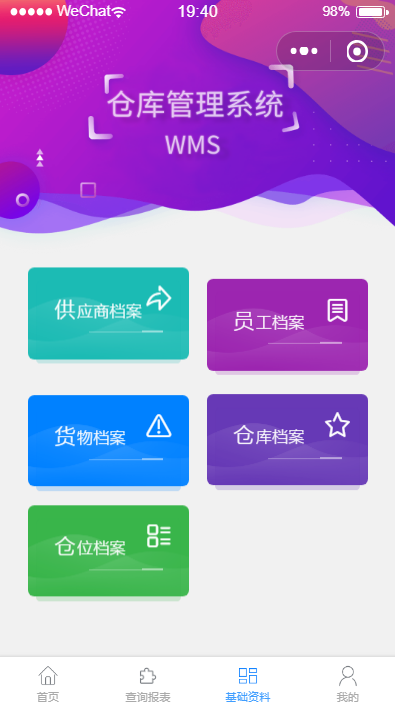 WeChat 19:40 98%
仓库管理系统
WMS
供应商档案
员工档案
货物档案
仓库档案
仓位档案
首页 查询报表 基础资料 我的